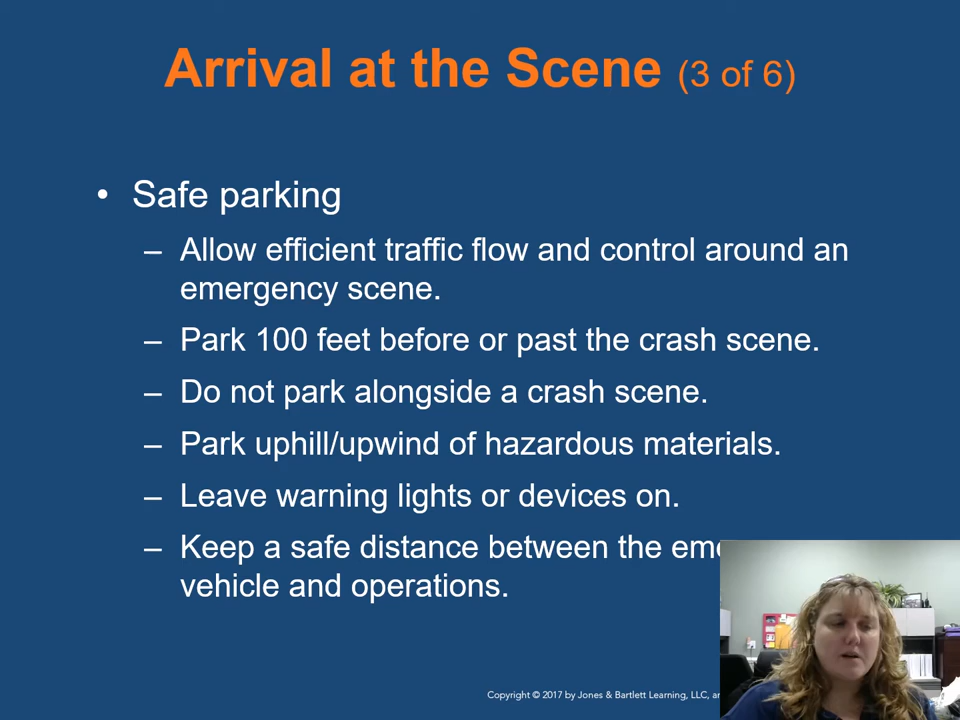 Arrival at the Scene (3 of 6)
• Safe parking
– Allow efficient traffic flow and control around an
emergency scene.
– Park 100 feet before or past the crash scene.
– Do not park alongside a crash scene.
– Park uphill/upwind of hazardous materials.
– Leave warning lights or devices on.
– Keep a safe distance between the
vehicle and operations.
Copyright © 2017 by Jones & Bartlett Learning, LLC,